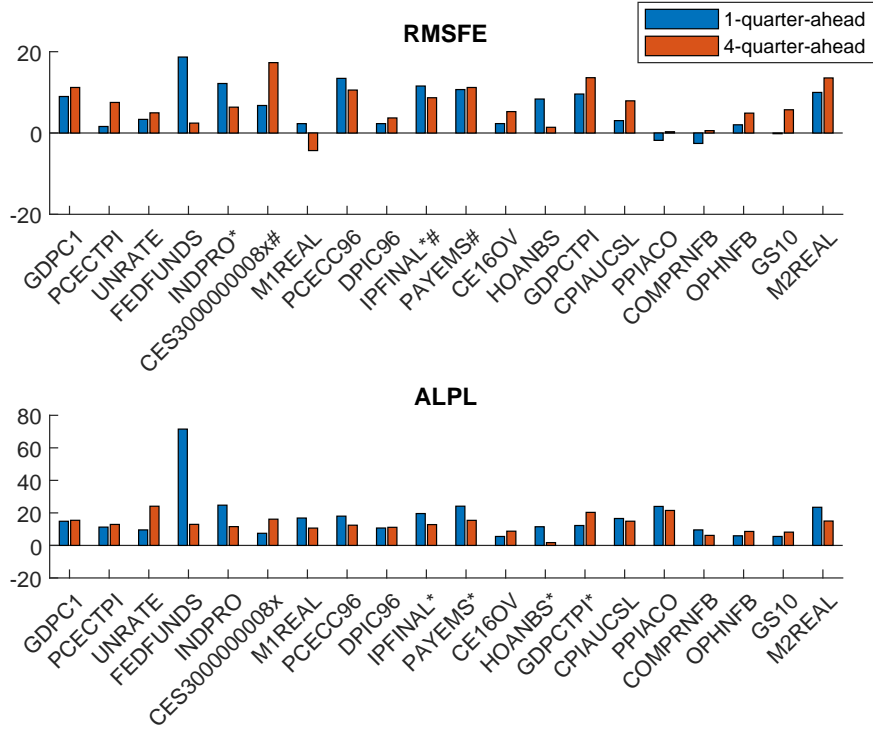 1-quarter-ahead
4-quarter-ahead
RMSFE
20
0
-20
GDPC1
PCECTPI
UNRATE
FEDFUNDS
INDPRO*
CES3000000008x#
M1REAL
PCECC96
DPIC96
IPFINAL*#
PAYEMS#
CE16OV
HOANBS
GDPCTPI
CPIAUCSL
PPIACO
COMPRNFB
OPHNFB
GS10
M2REAL
ALPL
80
60
40
20
0
-20
GDPC1
PCECTPI
UNRATE
FEDFUNDS
INDPRO
CES3000000008x
M1REAL
PCECC96
DPIC96
IPFINAL*
PAYEMS*
CE16OV
HOANBS*
GDPCTPI*
CPIAUCSL
PPIACO
COMPRNFB
OPHNFB
GS10
M2REAL